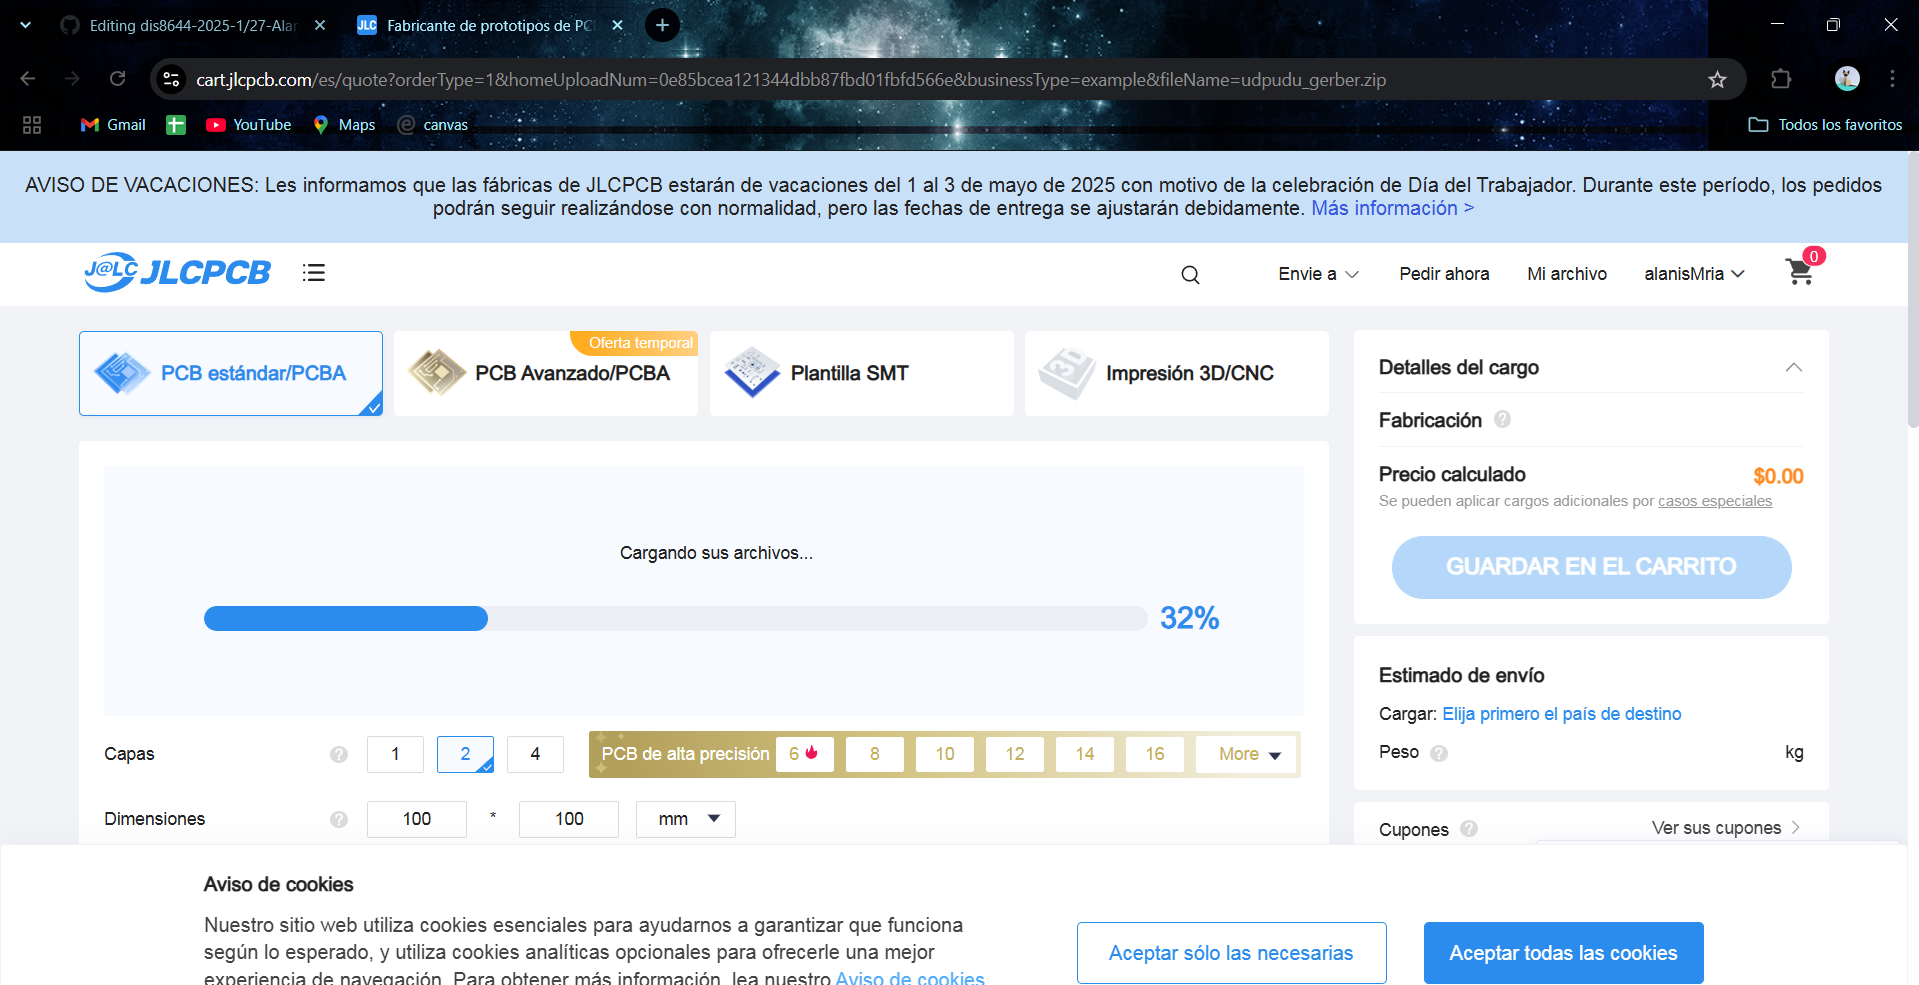 Editing dis8644-2025-1/27-Alan
JLC Fabricante de prototipos de PC
cart.jlcpcb.com/es/quote?orderType=1&homeUploadNum=0e85bcea121344dbb87fbd01fbfd566e&businessType=example&fileName=udpudu_gerber.zip
Gmail YouTube Maps canvas Todos los favoritos
AVISO DE VACACIONES: Les informamos que las fábricas de JLCPCB estarán de vacaciones del 1 al 3 de mayo de 2025 con motivo de la celebración de Día del Trabajador. Durante este período, los pedidos
podrán seguir realizándose con normalidad, pero las fechas de entrega se ajustarán debidamente. Más información >
J@LC JLCPCB Envie a Pedir ahora Mi archivo alanisMria 0
Oferta temporal
PCB estándar/PCBA PCB Avanzado/PCBA Plantilla SMT 3D Impresión 3D/CNC
Cargando sus archivos...
32%
Capas ? 1 2 4 PCB de alta precisión 6 8 10 12 14 16 More
Dimensiones ? 100 * 100 mm
Detalles del cargo
Fabricación ?
Precio calculado $0.00
Se pueden aplicar cargos adicionales por casos especiales
GUARDAR EN EL CARRITO
Estimado de envío
Cargar: Elija primero el país de destino
Peso ? kg
Cupones ? Ver sus cupones >
Aviso de cookies
Nuestro sitio web utiliza cookies esenciales para ayudarnos a garantizar que funciona
según lo esperado, y utiliza cookies analíticas opcionales para ofrecerle una mejor
experiencia de navegación. Para obtener más información, lea nuestro Aviso de cookies
Aceptar sólo las necesarias Aceptar todas las cookies